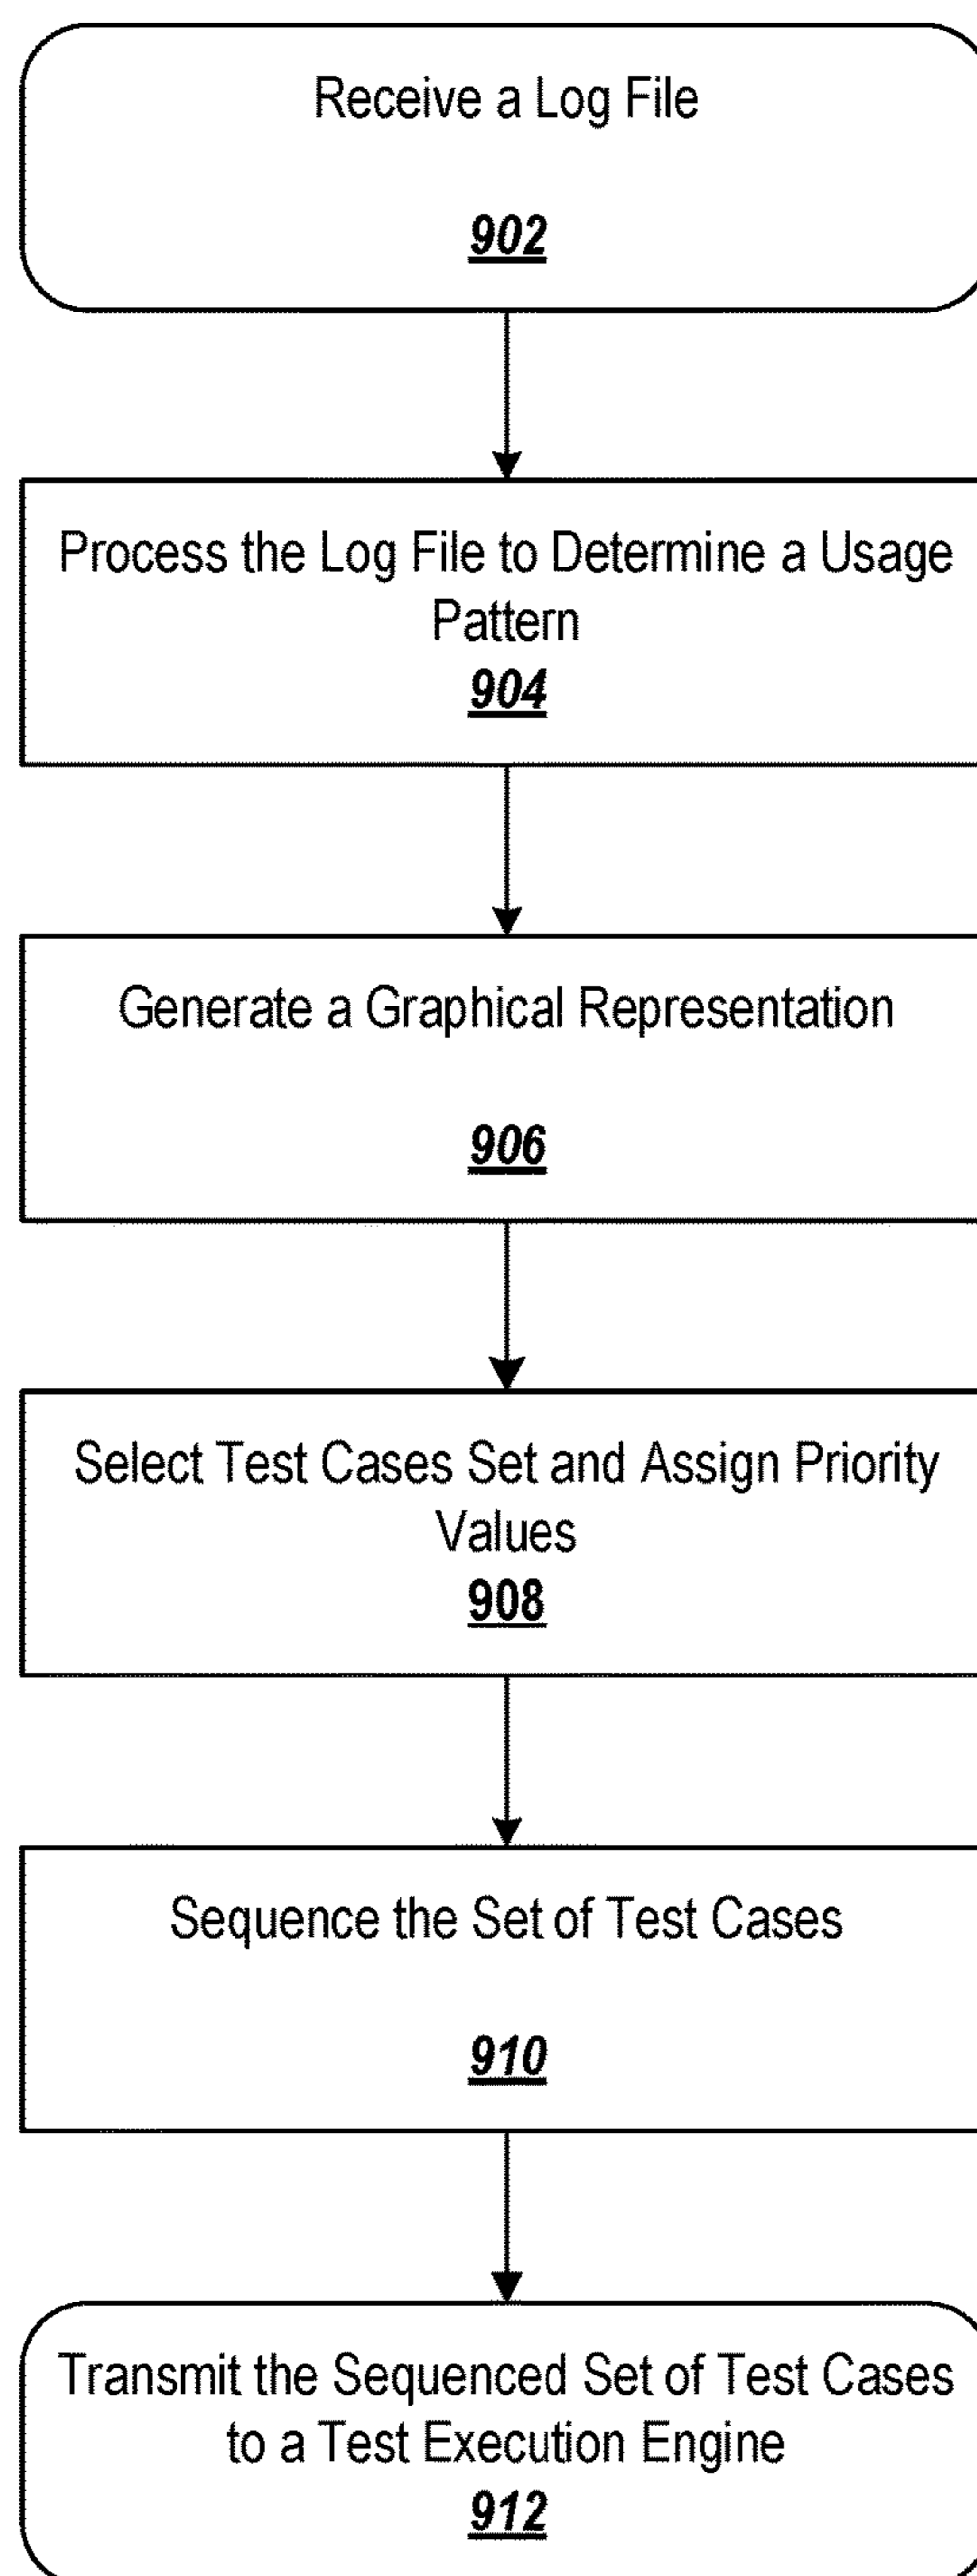 Receive a Log File
902
Process the Log File to Determine a Usage
Pattern
904
Generate a Graphical Representation
906
Select Test Cases Set and Assign Priority
Values
908
Sequence the Set of Test Cases
910
Transmit the Sequenced Set of Test Cases
to a Test Execution Engine
912